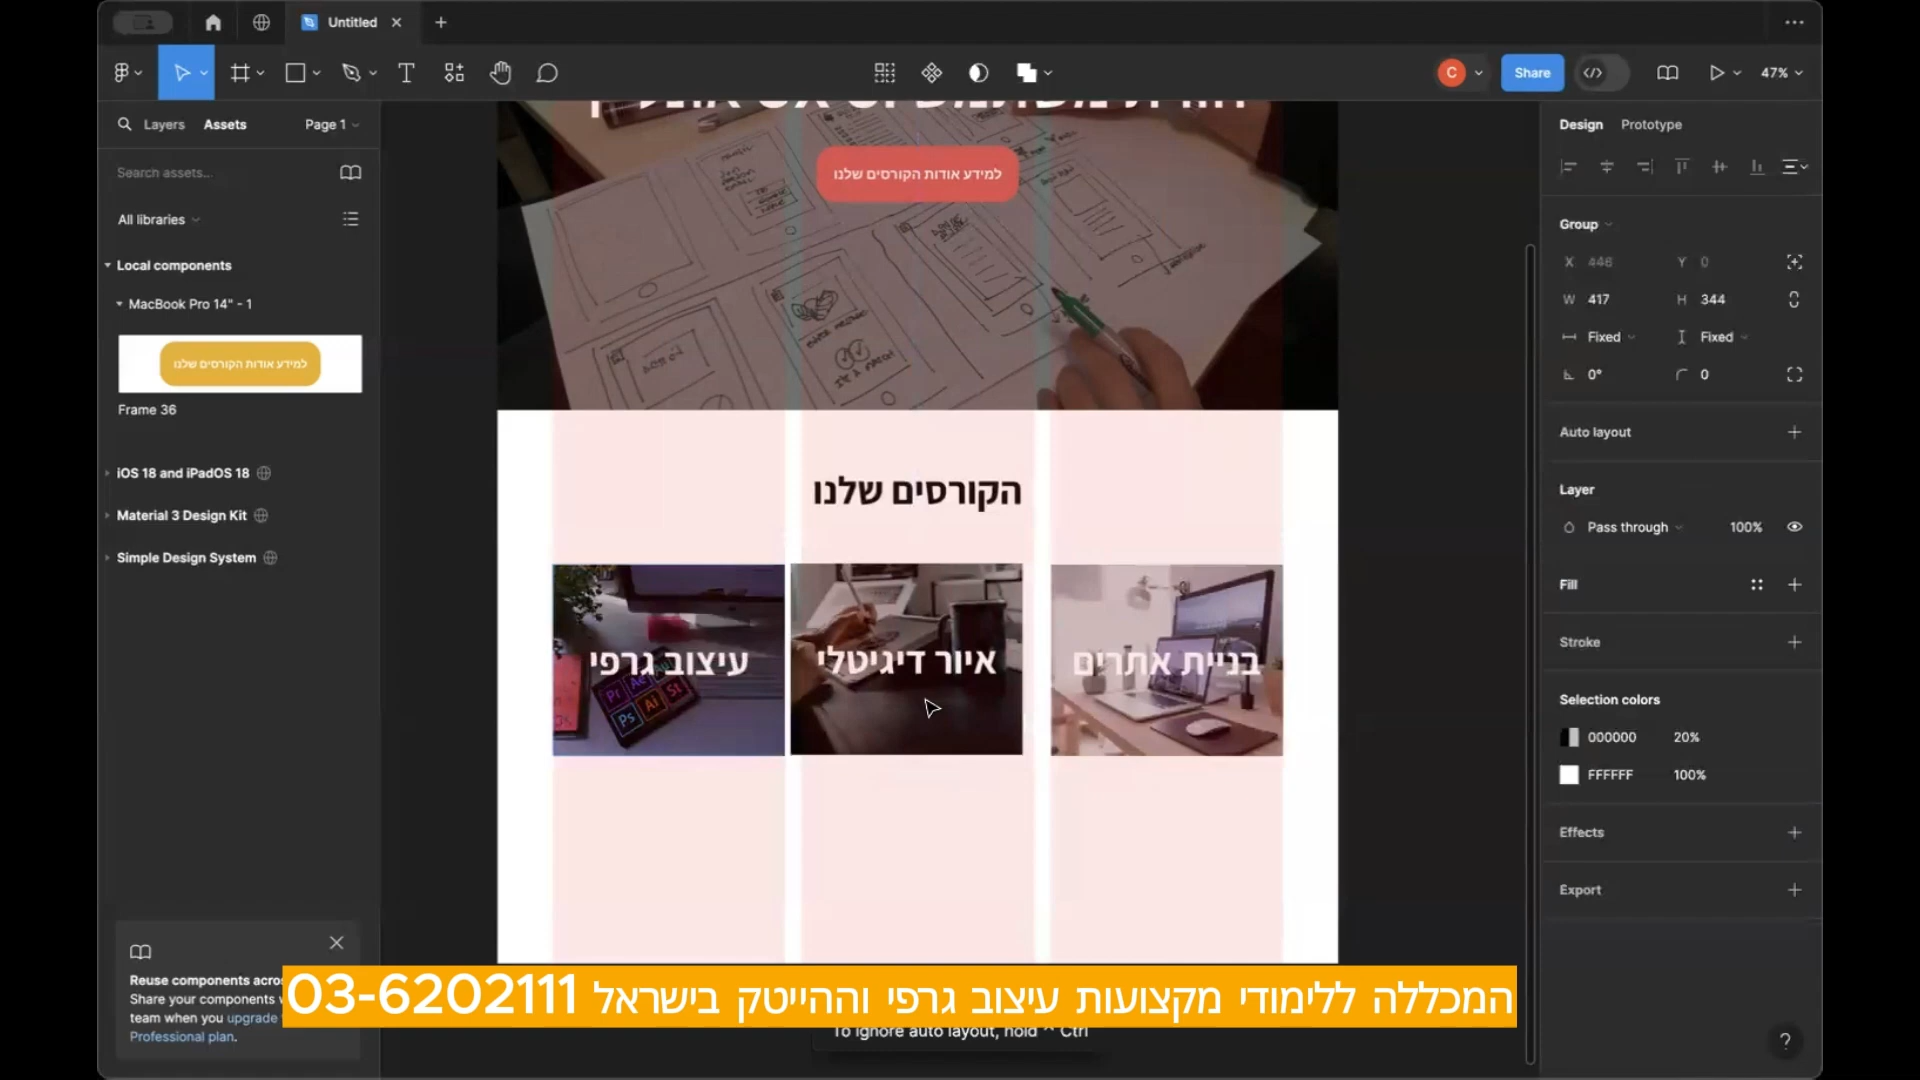 Untitled
Share
47%
C
Layers
Assets
Page 1
Search assets...
All libraries
Local components
MacBook Pro 14" - 1
למידע אודות הקורסים שלנו
Frame 36
iOS 18 and iPadOS 18
Material 3 Design Kit
Simple Design System
Reuse components
Share your components
team when you upgrade
Professional plan.
למידע אודות הקורסים שלנו
הקורסים שלנו
בניית אתרים
איור דיגיטלי
עיצוב גרפי
Pr Ae
Ps Ai St
המכללה ללימודי מקצועות עיצוב גרפי וההייטק בישראל 03-6202111
To ignore auto layout, hold ^ Ctrl
Design
Prototype
Group
X 446 Y 0
W 417 H 344
Fixed Fixed
0° 0
Auto layout
Layer
Pass through 100%
Fill
Stroke
Selection colors
000000 20%
FFFFFF 100%
Effects
Export
?